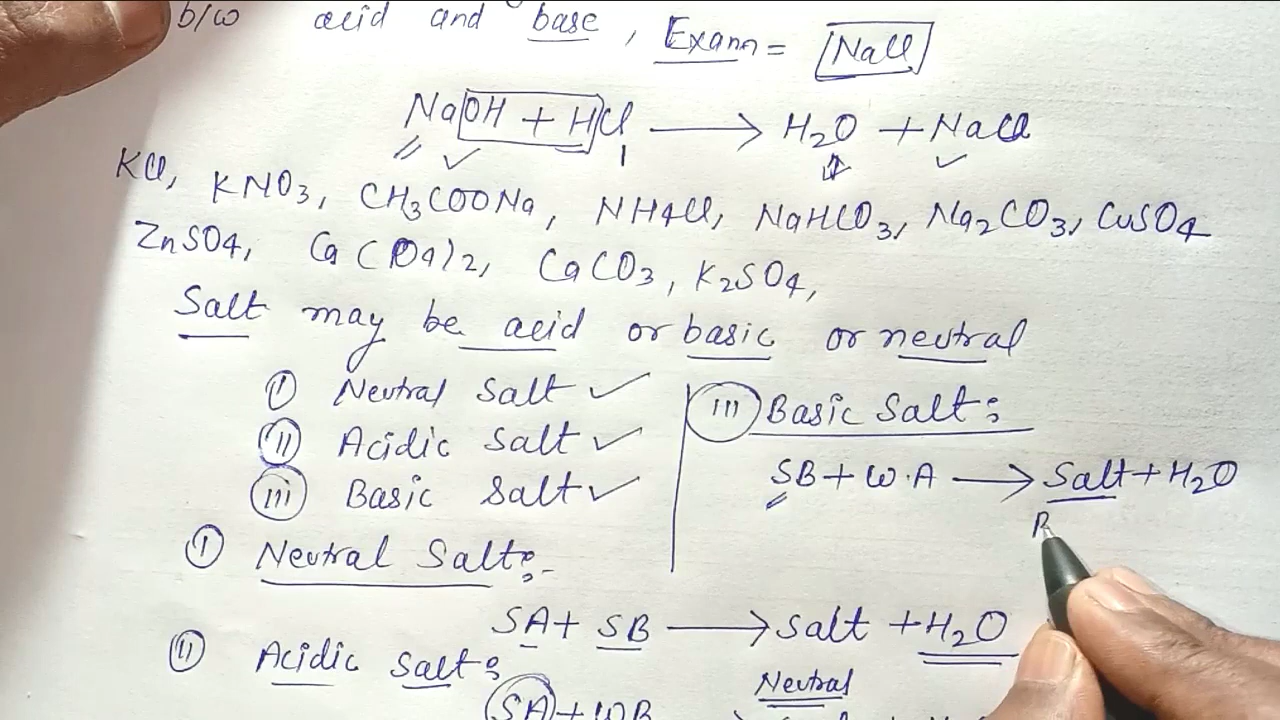 b/w acid and base, Exam = NaCl
NaOH + HCl → H2O + NaCl
KCl, KNO3, CH3COONa, NH4Cl, NaHCO3, Na2CO3, CuSO4
ZnSO4, Ca(PO4)2, CaCO3, K2SO4,
Salt may be acid or basic or neutral
(I) Neutral Salt ✓
(II) Acidic salt ✓
(III) Basic salt ✓
(III) Basic Salt:
SB + W.A → Salt + H2O
(I) Neutral Salt:-
SA + SB → Salt + H2O
Neutral
(II) Acidic Salt:
SA + WB